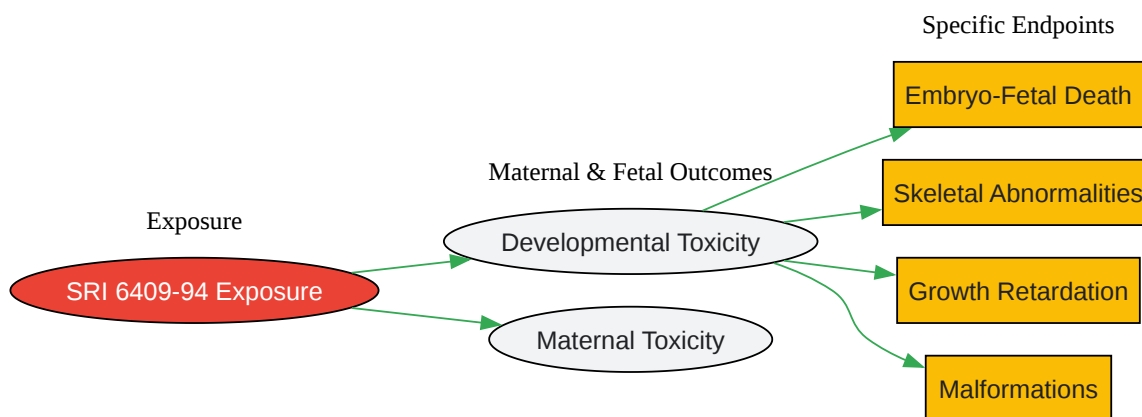 Specific Endpoints
Embryo-Fetal Death
Maternal & Fetal Outcomes
Skeletal Abnormalities
Exposure
Developmental Toxicity
SRI 6409-94 Exposure
Growth Retardation
Maternal Toxicity
Malformations